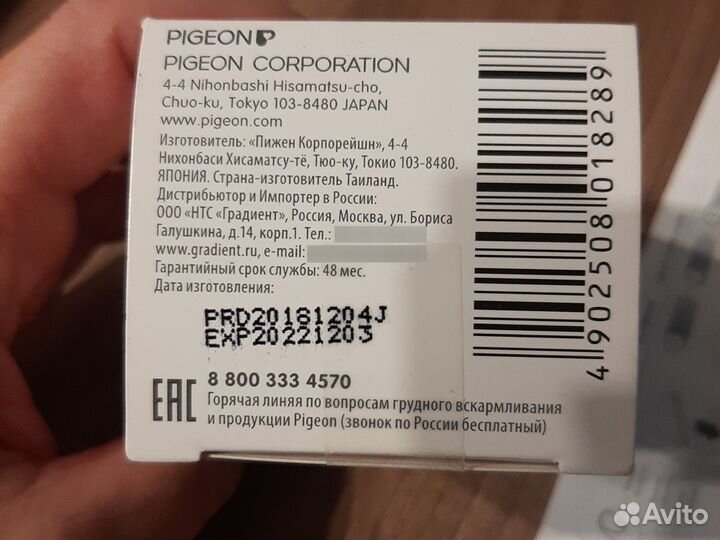 PIGEON
PIGEON CORPORATION
4-4 Nihonbashi Hisamatsu-cho,
Chuo-ku, Tokyo 103-8480 JAPAN
www.pigeon.com
Изготовитель: «Пижен Корпорейшн», 4-4
Нихонбаси Хисаматсу-тё, Тюо-ку, Токио 103-8480.
ЯПОНИЯ. Страна-изготовитель Таиланд.
Дистрибьютор и Импортер в России:
ООО «НТС «Градиент», Россия, Москва, ул. Бориса
Галушкина, д.14, корп.1. Тел.:
www.gradient.ru, e-mail:
Гарантийный срок службы: 48 мес.
Дата изготовления:
PRD20181204J
EXP20221203
EAC
8 800 333 4570
Горячая линия по вопросам грудного вскармливания
и продукции Pigeon (звонок по России бесплатный)
4902508018289
Avito